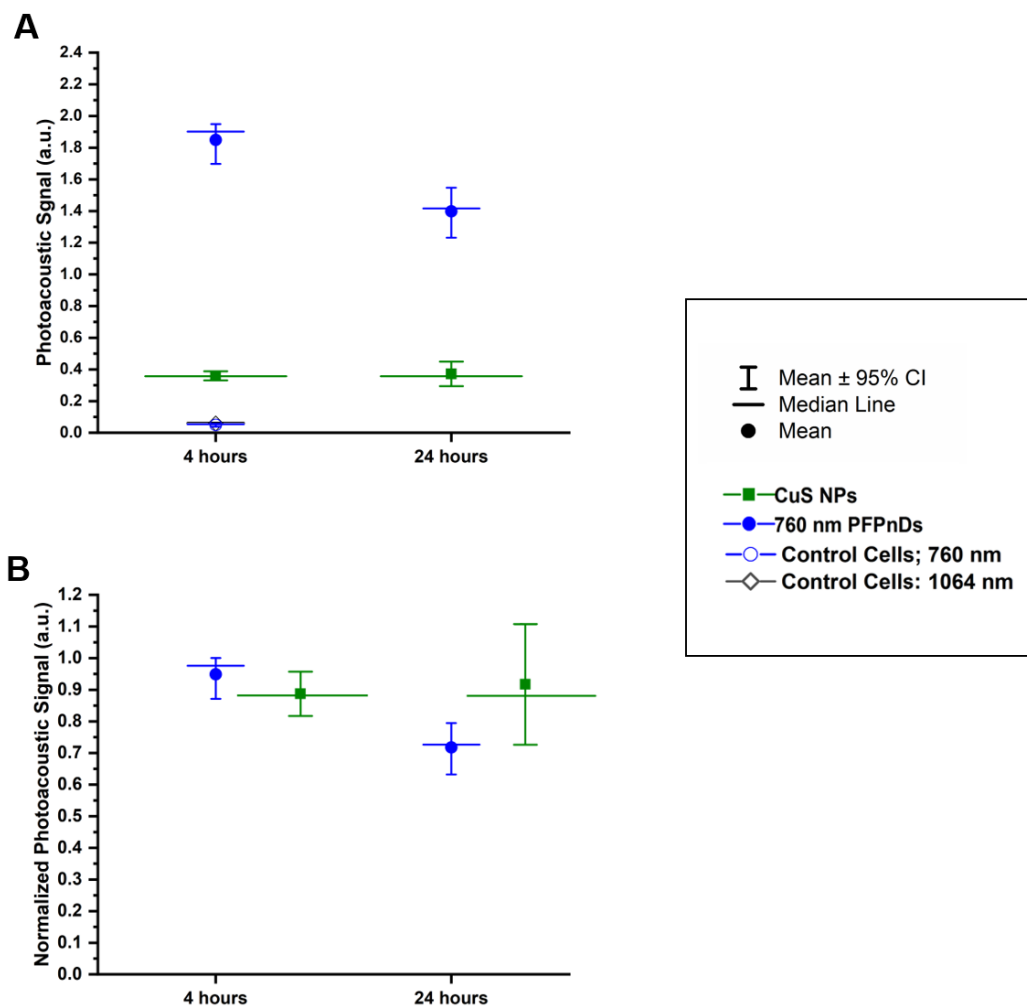 A
Photoacoustic Sgnal (a.u.)
2.4
2.2
2.0
1.8
1.6
1.4
1.2
1.0
0.8
0.6
0.4
0.2
0.0
4 hours
24 hours
Mean ± 95% CI
Median Line
Mean
CuS NPs
760 nm PFPnDs
Control Cells; 760 nm
Control Cells: 1064 nm
B
Normalized Photoacoustic Signal (a.u.)
1.2
1.1
1.0
0.9
0.8
0.7
0.6
0.5
0.4
0.3
0.2
0.1
0.0
4 hours
24 hours